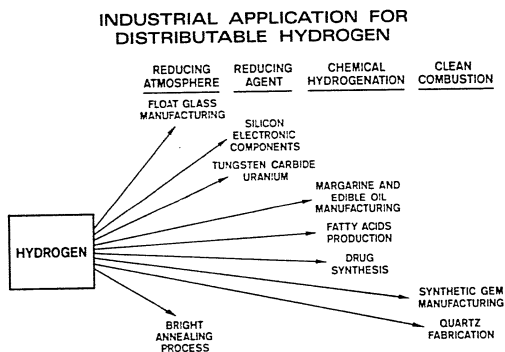 INDUSTRIAL APPLICATION FOR
DISTRIBUTABLE HYDROGEN
REDUCING
ATMOSPHERE
REDUCING
AGENT
CHEMICAL
HYDROGENATION
CLEAN
COMBUSTION
FLOAT GLASS
MANUFACTURING
SILICON
ELECTRONIC
COMPONENTS
TUNGSTEN CARBIDE
URANIUM
MARGARINE AND
EDIBLE OIL
MANUFACTURING
FATTY ACIDS
PRODUCTION
HYDROGEN
DRUG
SYNTHESIS
SYNTHETIC GEM
MANUFACTURING
QUARTZ
FABRICATION
BRIGHT
ANNEALING
PROCESS